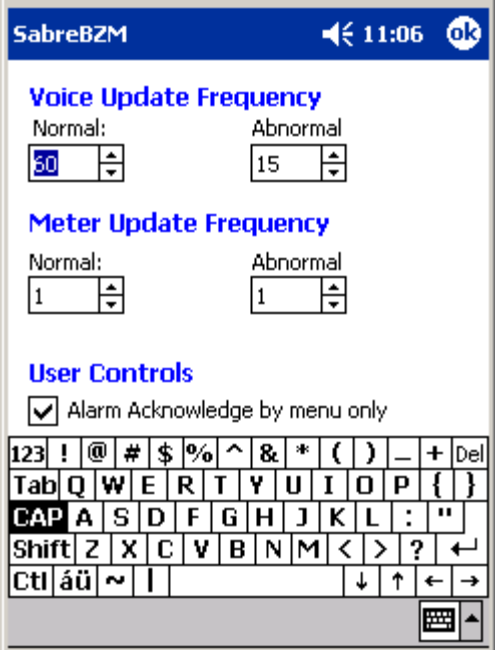 SabreBZM 11:06 ok
Voice Update Frequency
Normal: Abnormal
60 15
Meter Update Frequency
Normal: Abnormal
1 1
User Controls
Alarm Acknowledge by menu only
123 ! @ # $ % ^ & * ( ) _ + Del
Tab Q W E R T Y U I O P { }
CAP A S D F G H J K L : "
Shift Z X C V B N M < > ? ↵
Ctl áü ~ | ↓ ↑ ← →